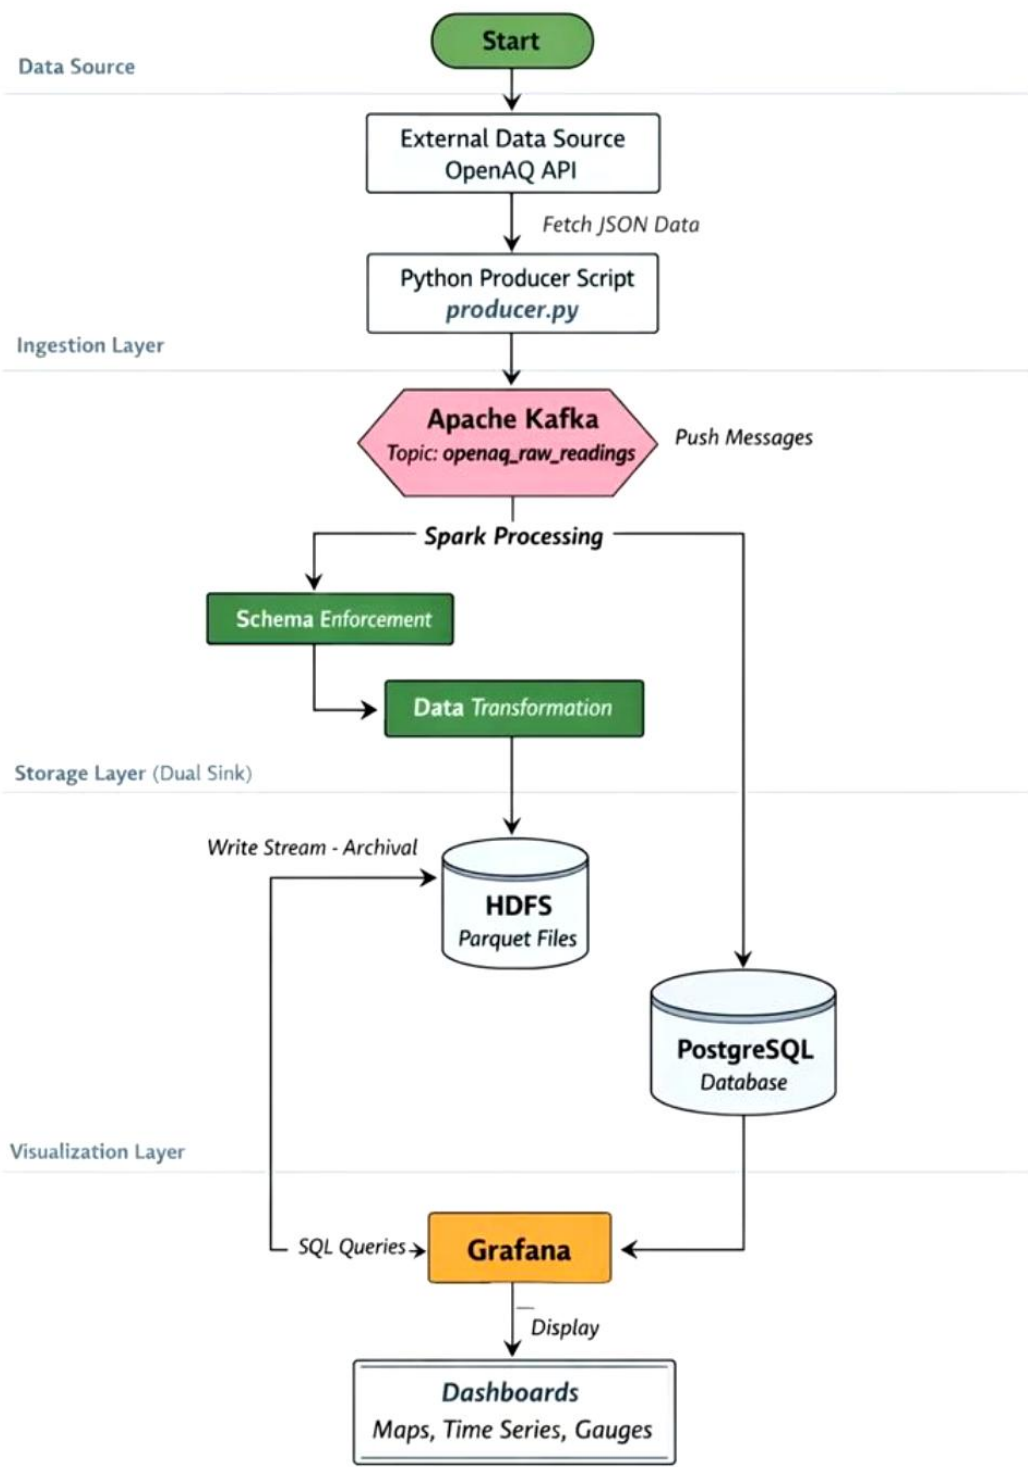 Start
Data Source
External Data Source
OpenAQ API
Fetch JSON Data
Python Producer Script
producer.py
Ingestion Layer
Apache Kafka
Topic: openaq_raw_readings
Push Messages
Spark Processing
Schema Enforcement
Data Transformation
Storage Layer (Dual Sink)
Write Stream - Archival
HDFS
Parquet Files
PostgreSQL
Database
Visualization Layer
SQL Queries
Grafana
Display
Dashboards
Maps, Time Series, Gauges